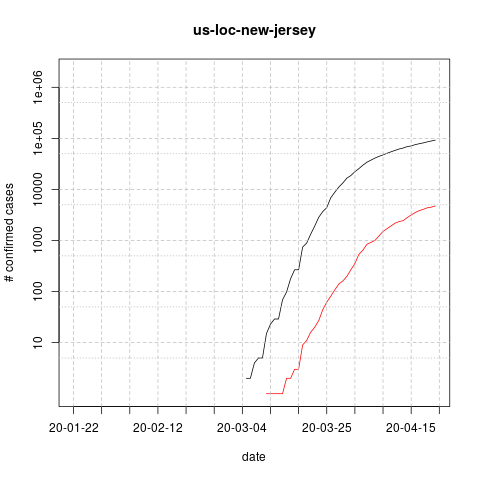 us-loc-new-jersey
# confirmed cases
1e+06
1e+05
10000
1000
100
10
20-01-22
20-02-12
20-03-04
20-03-25
20-04-15
date